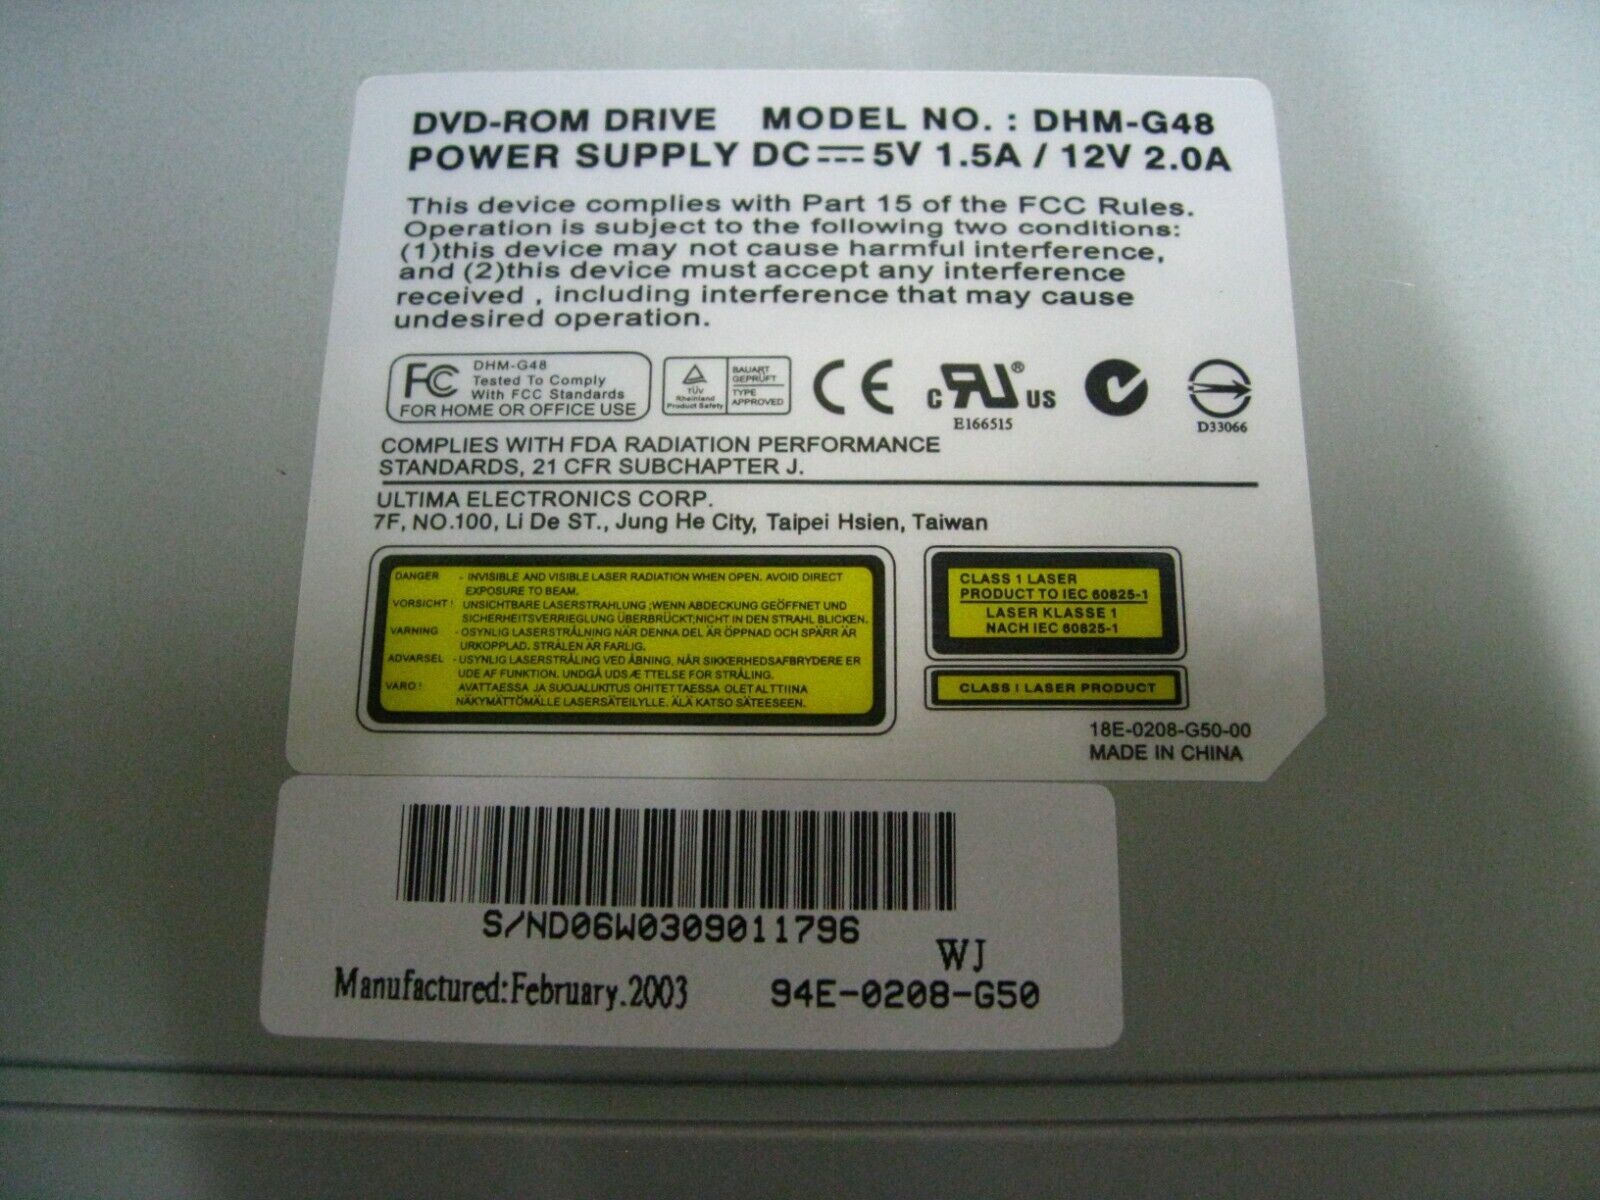 DVD-ROM DRIVE MODEL NO. : DHM-G48
POWER SUPPLY DC 5V 1.5A / 12V 2.0A
This device complies with Part 15 of the FCC Rules.
Operation is subject to the following two conditions:
(1)this device may not cause harmful interference,
and (2)this device must accept any interference
received , including interference that may cause
undesired operation.
FC DHM-G48
Tested To Comply
With FCC Standards
FOR HOME OR OFFICE USE
TÜV
Rheinland
Product Safety
BAUART
GEPRÜFT
TYPE
APPROVED
CE
c RU ® US
E166515
D33066
COMPLIES WITH FDA RADIATION PERFORMANCE
STANDARDS, 21 CFR SUBCHAPTER J.
ULTIMA ELECTRONICS CORP.
7F, NO.100, Li De ST., Jung He City, Taipei Hsien, Taiwan
DANGER - INVISIBLE AND VISIBLE LASER RADIATION WHEN OPEN. AVOID DIRECT
EXPOSURE TO BEAM.
VORSICHT! UNSICHTBARE LASERSTRAHLUNG ;WENN ABDECKUNG GEÖFFNET UND
SICHERHEITSVERRIEGLUNG ÜBERBRÜCKT;NICHT IN DEN STRAHL BLICKEN.
VARNING - OSYNLIG LASERSTRÅLNING NÄR DENNA DEL ÄR ÖPPNAD OCH SPÄRR ÄR
URKOPPLAD. STRÅLEN ÄR FARLIG.
ADVARSEL - USYNLIG LASERSTRÅLING VED ÅBNING, NÅR SIKKERHEDSAFBRYDERE ER
UDE AF FUNKTION. UNDGÅ UDS Æ TTELSE FOR STRÅLING.
VARO! AVATTAESSA JA SUOJALUKITUS OHITETTAESSA OLET ALTTIINA
NÄKYMÄTTÖMÄLLE LASERSÄTEILYLLE. ÄLÄ KATSO SÄTEESEEN.
CLASS 1 LASER
PRODUCT TO IEC 60825-1
LASER KLASSE 1
NACH IEC 60825-1
CLASS I LASER PRODUCT
18E-0208-G50-00
MADE IN CHINA
S/ND06W0309011796
WJ
Manufactured:February.2003 94E-0208-G50